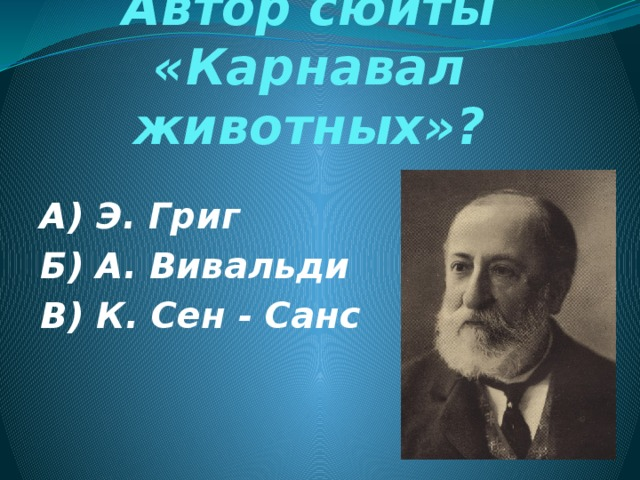 Автор сюиты
«Карнавал
животных»?
А) Э. Григ
Б) А. Вивальди
В) К. Сен - Санс